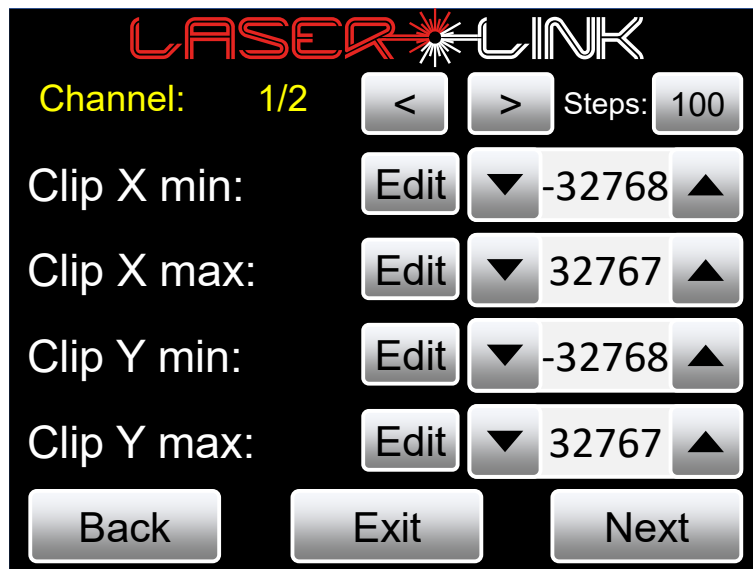 LASER LINK
Channel: 1/2 < > Steps: 100
Clip X min: Edit -32768
Clip X max: Edit 32767
Clip Y min: Edit -32768
Clip Y max: Edit 32767
Back Exit Next